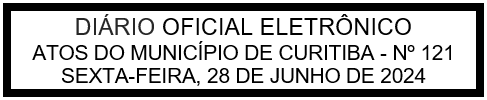 DIÁRIO OFICIAL ELETRÔNICO
ATOS DO MUNICÍPIO DE CURITIBA - Nº 121
SEXTA-FEIRA, 28 DE JUNHO DE 2024